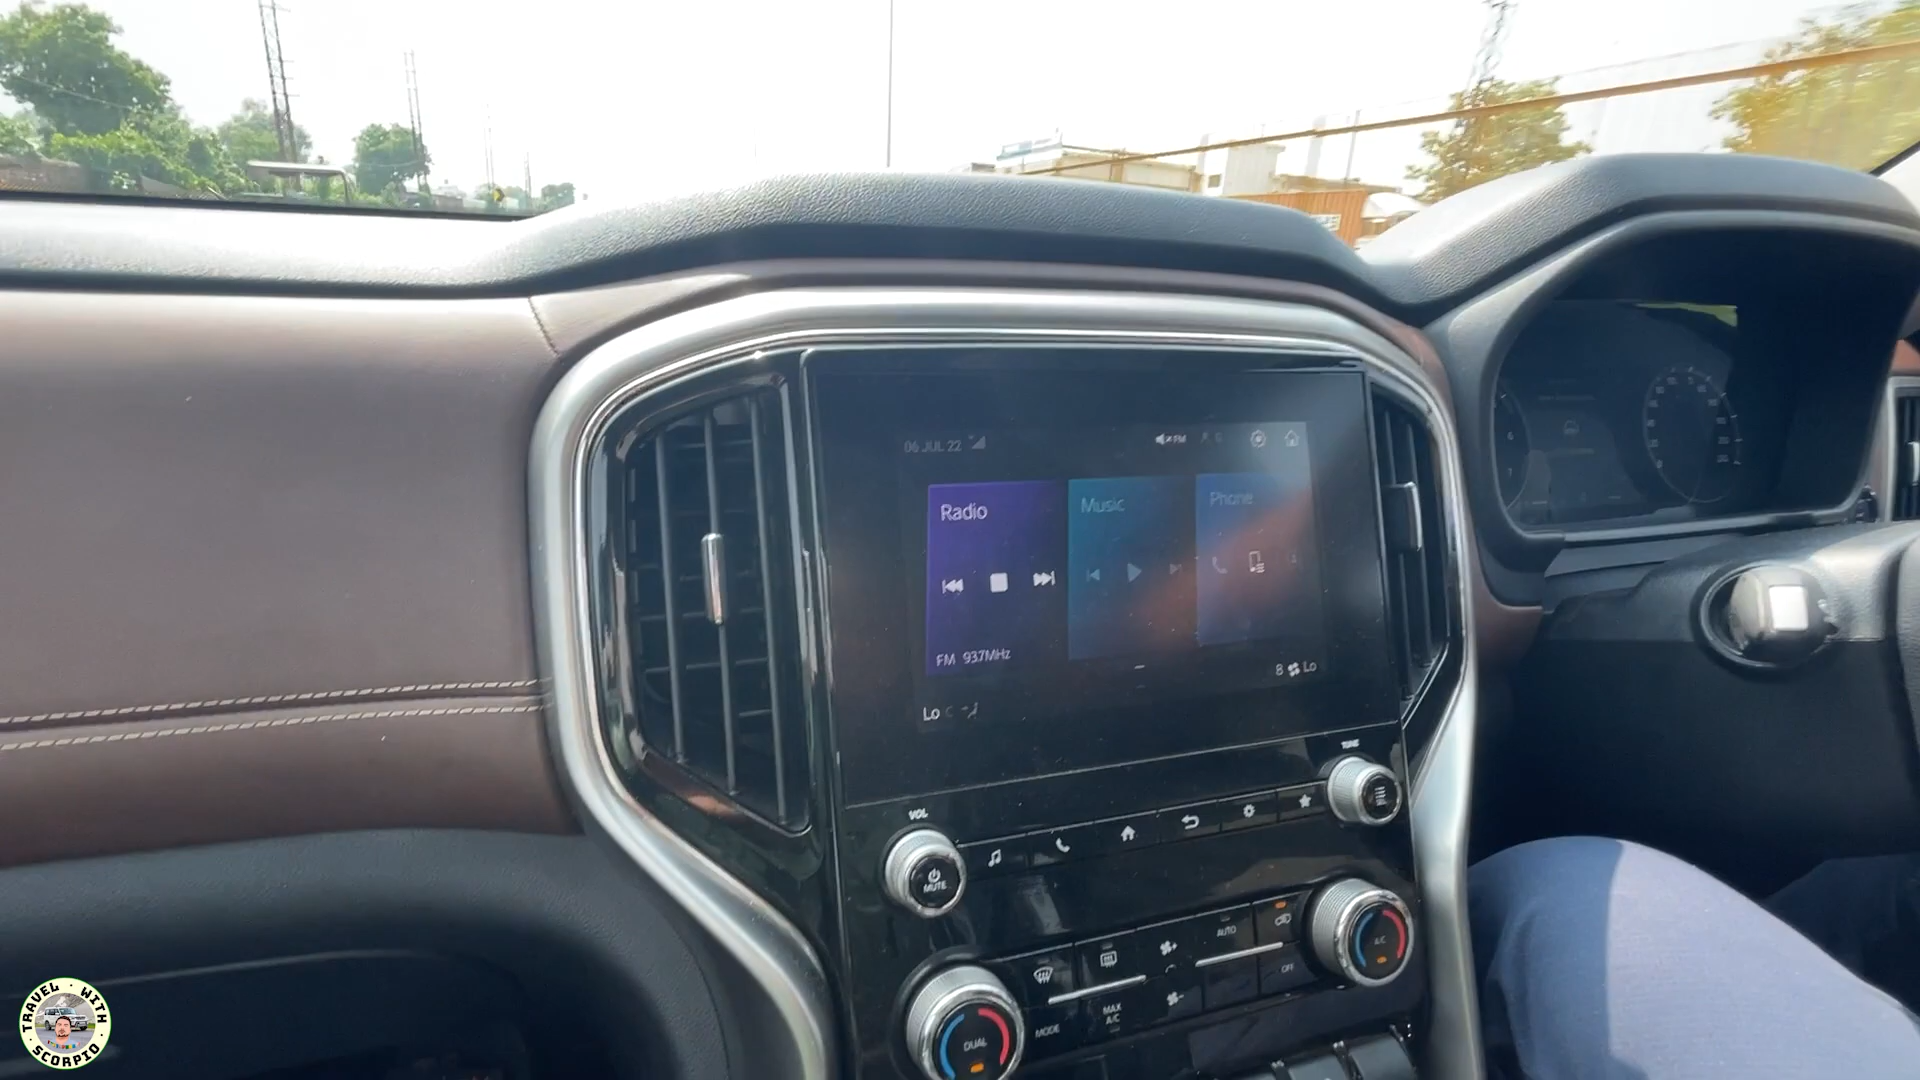 06 JUL 22
FM
Radio
Music
Phone
FM 93.7MHz
8 Lo
Lo
VOL
TUNE
MUTE
AUTO
A/C
OFF
MAX
A/C
MODE
DUAL
TRAVEL · WITH · SCORPIO